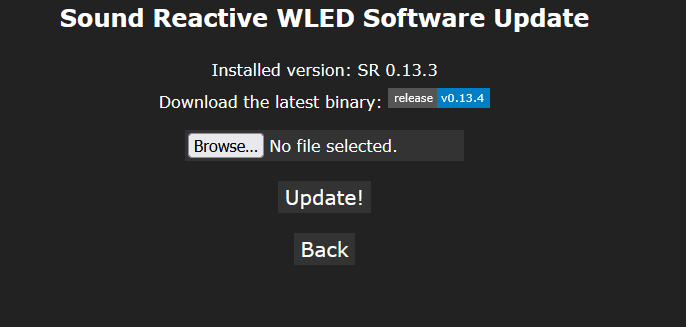 Sound Reactive WLED Software Update
Installed version: SR 0.13.3
Download the latest binary: release v0.13.4
Browse... No file selected.
Update!
Back